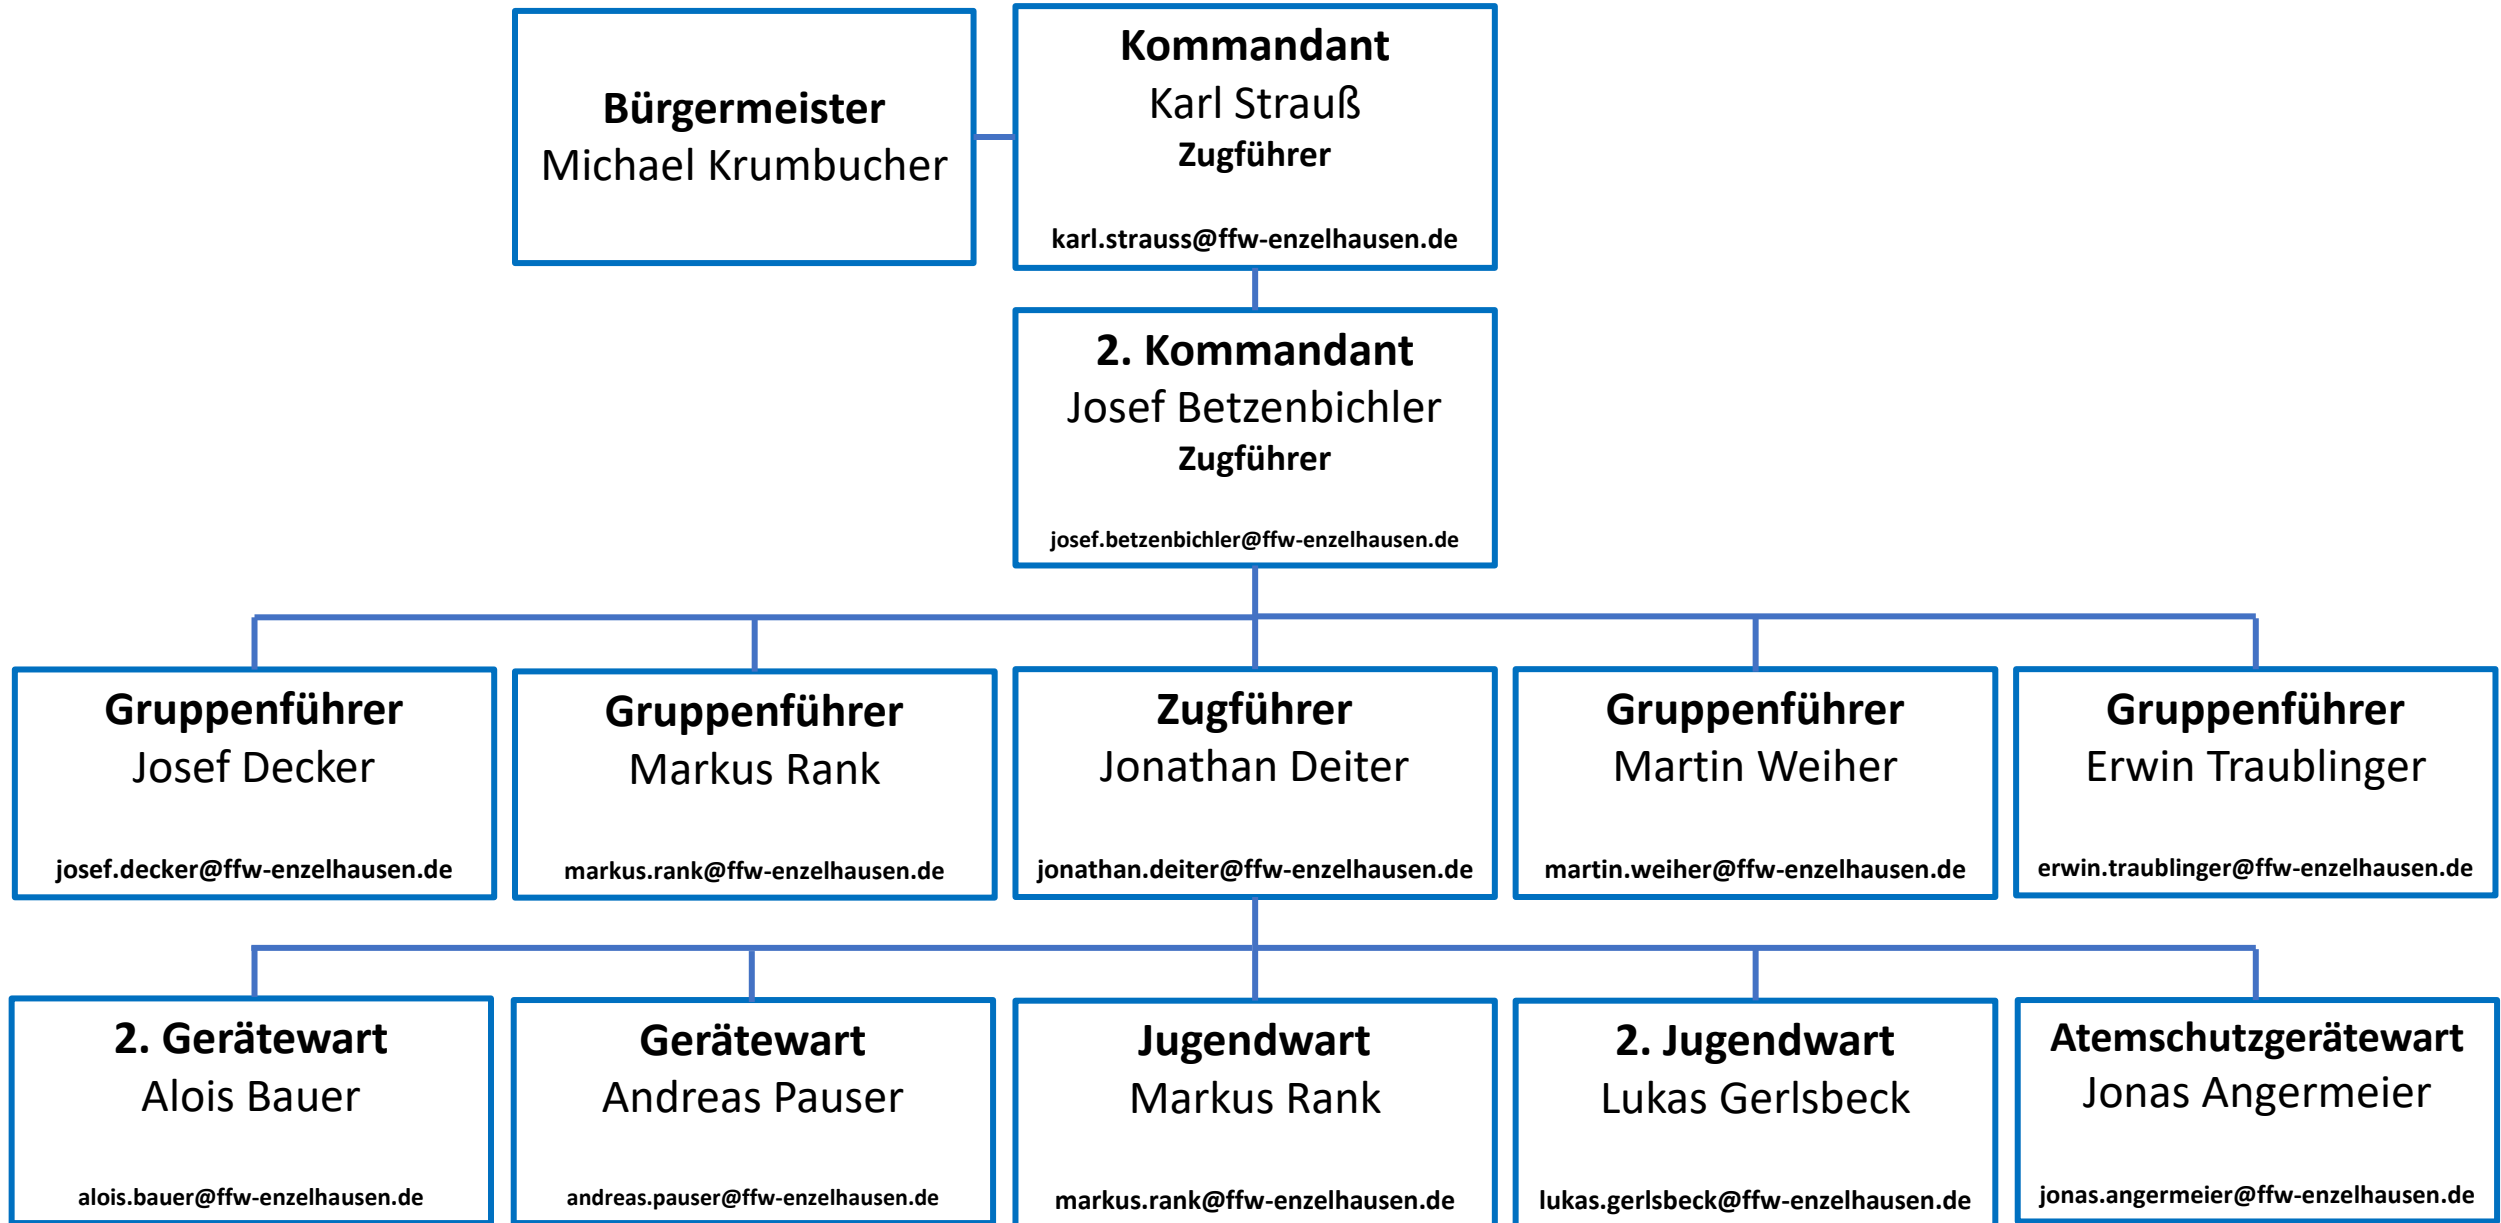 Bürgermeister
Michael Krumbucher
Kommandant
Karl Strauß
Zugführer
karl.strauss@ffw-enzelhausen.de
2. Kommandant
Josef Betzenbichler
Zugführer
josef.betzenbichler@ffw-enzelhausen.de
Gruppenführer
Josef Decker
josef.decker@ffw-enzelhausen.de
Gruppenführer
Markus Rank
markus.rank@ffw-enzelhausen.de
Zugführer
Jonathan Deiter
jonathan.deiter@ffw-enzelhausen.de
Gruppenführer
Martin Weiher
martin.weiher@ffw-enzelhausen.de
Gruppenführer
Erwin Traublinger
erwin.traublinger@ffw-enzelhausen.de
2. Gerätewart
Alois Bauer
alois.bauer@ffw-enzelhausen.de
Gerätewart
Andreas Pauser
andreas.pauser@ffw-enzelhausen.de
Jugendwart
Markus Rank
markus.rank@ffw-enzelhausen.de
2. Jugendwart
Lukas Gerlsbeck
lukas.gerlsbeck@ffw-enzelhausen.de
Atemschutzgerätewart
Jonas Angermeier
jonas.angermeier@ffw-enzelhausen.de